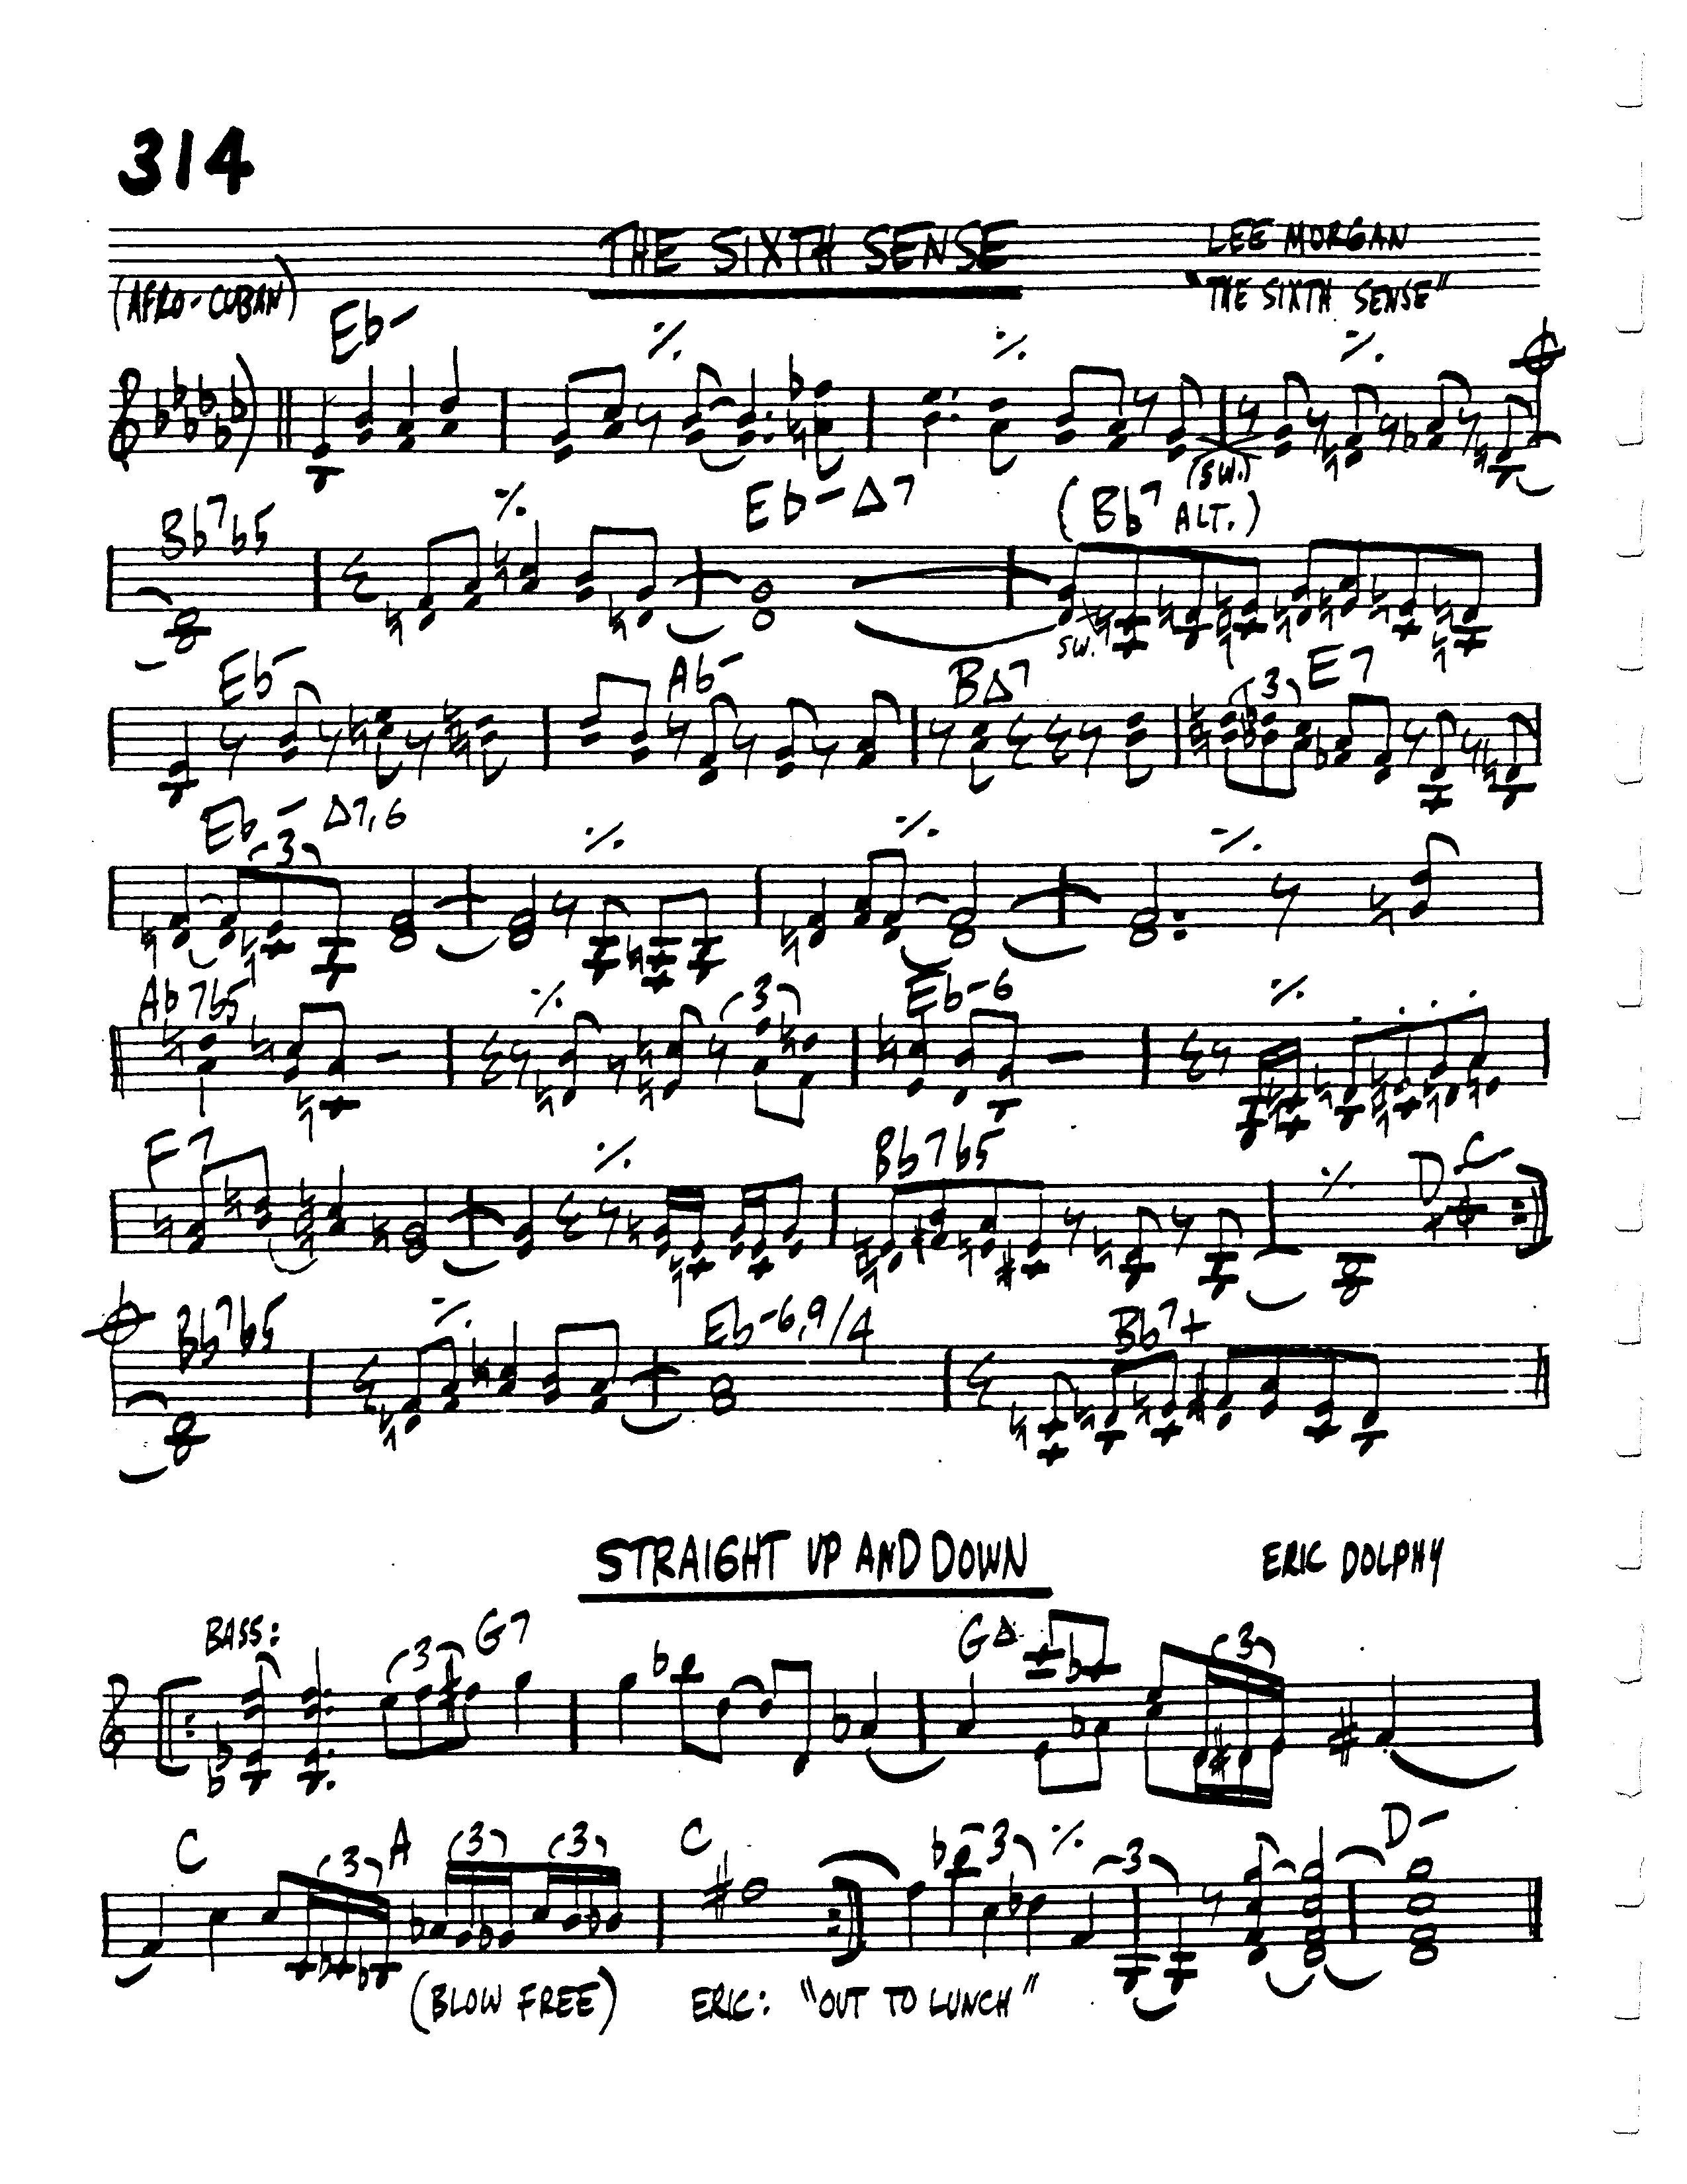 314
THE SIXTH SENSE LEE MORGAN
(AFRO-CUBAN) "THE SIXTH SENSE"
Eb- ٪ ٪ ٪
(SW.)
Bb7b5 ٪ Eb-Δ7 (Bb7 ALT.)
SW.
Eb- Ab- BΔ7 3 E7
Eb-Δ7,6 3 ٪ ٪ ٪
Ab7b5 ٪ 3 Eb-6 ٪
F7 ٪ Bb7b5 ٪ D.C.
Bb7b5 ٪ Eb-6,9/4 Bb7+
STRAIGHT UP AND DOWN ERIC DOLPHY
BASS: 3 G7 GΔ 3
C 3 A 3 3 C 3 ٪ 3 D-
(BLOW FREE) ERIC: "OUT TO LUNCH"